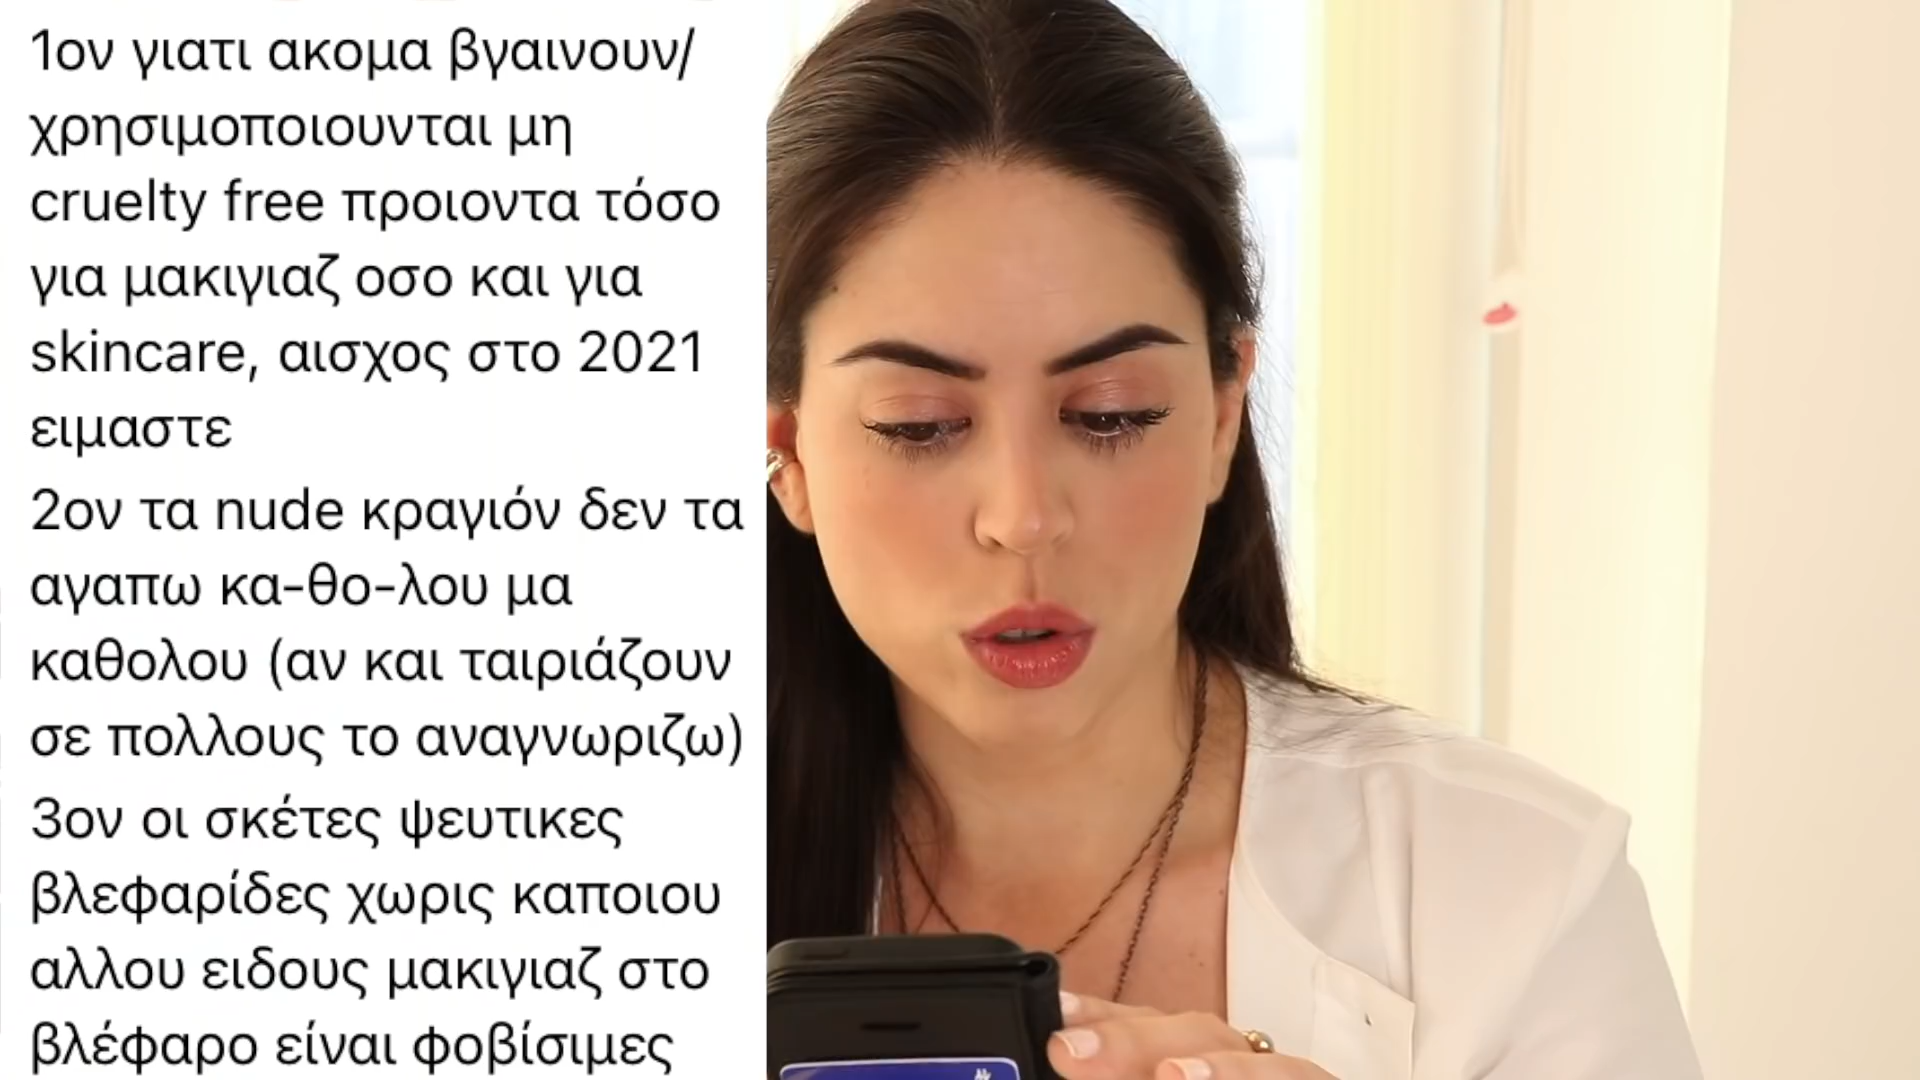 1ον γιατι ακομα βγαινουν/
χρησιμοποιουνται μη
cruelty free προιοντα τόσο
για μακιγιαζ οσο και για
skincare, αισχος στο 2021
ειμαστε
2ον τα nude κραγιόν δεν τα
αγαπω κα-θο-λου μα
καθολου (αν και ταιριάζουν
σε πολλους το αναγνωριζω)
3ον οι σκέτες ψευτικες
βλεφαρίδες χωρις καποιου
αλλου ειδους μακιγιαζ στο
βλέφαρο είναι φοβίσιμες